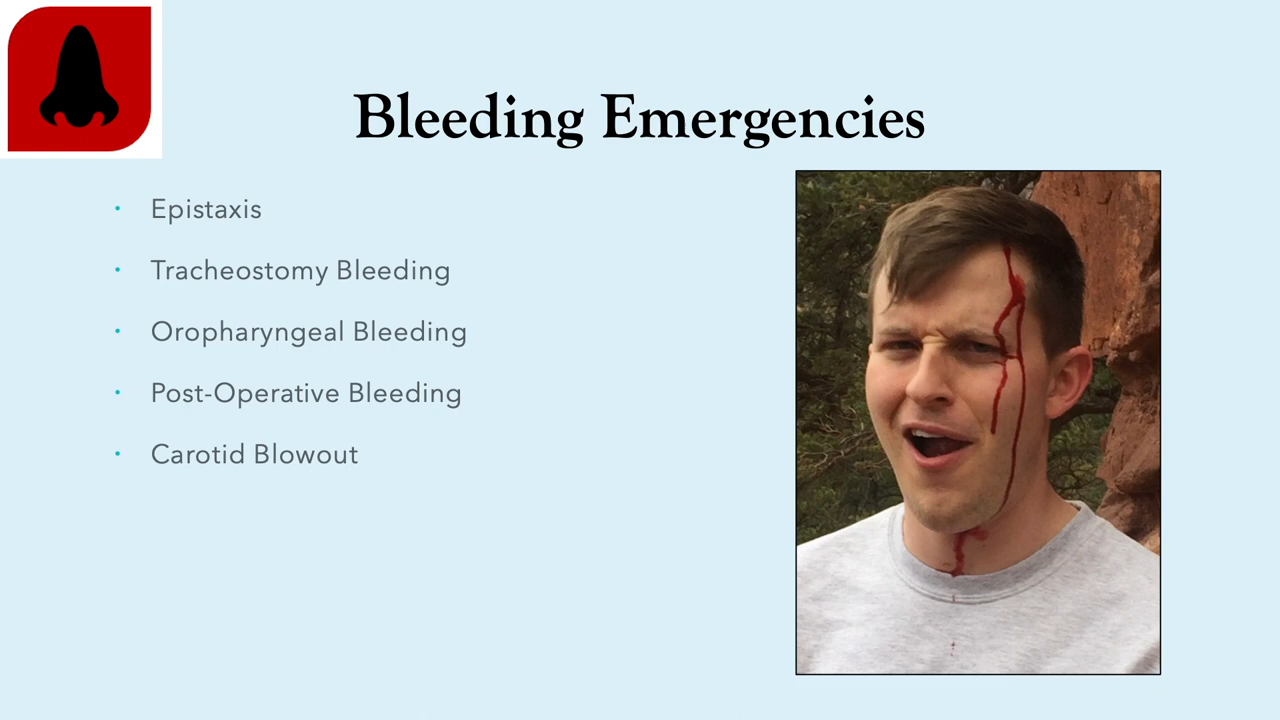 Bleeding Emergencies
Epistaxis
Tracheostomy Bleeding
Oropharyngeal Bleeding
Post-Operative Bleeding
Carotid Blowout